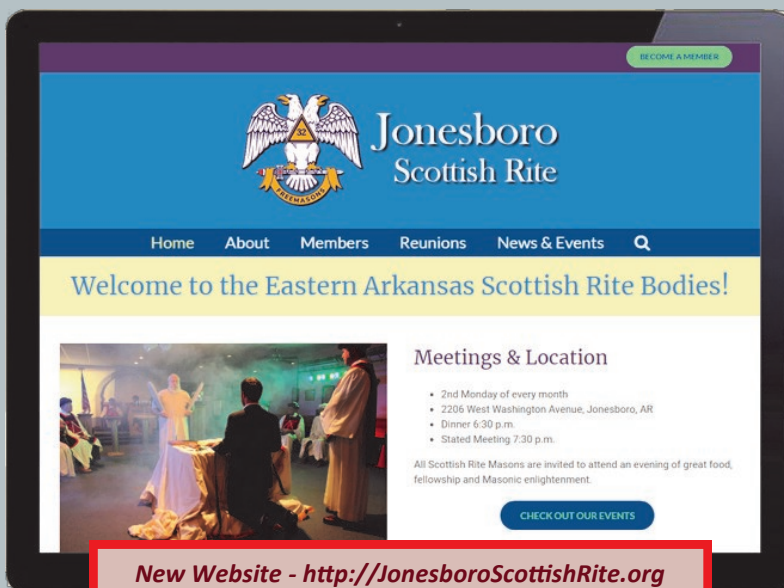 BECOME A MEMBER
32
FREEMASONS
Jonesboro
Scottish Rite
Home About Members Reunions News & Events
Welcome to the Eastern Arkansas Scottish Rite Bodies!
Meetings & Location
• 2nd Monday of every month
• 2206 West Washington Avenue, Jonesboro, AR
• Dinner 6:30 p.m.
• Stated Meeting 7:30 p.m.
All Scottish Rite Masons are invited to attend an evening of great food,
fellowship and Masonic enlightenment.
CHECK OUT OUR EVENTS
New Website - http://JonesboroScottishRite.org